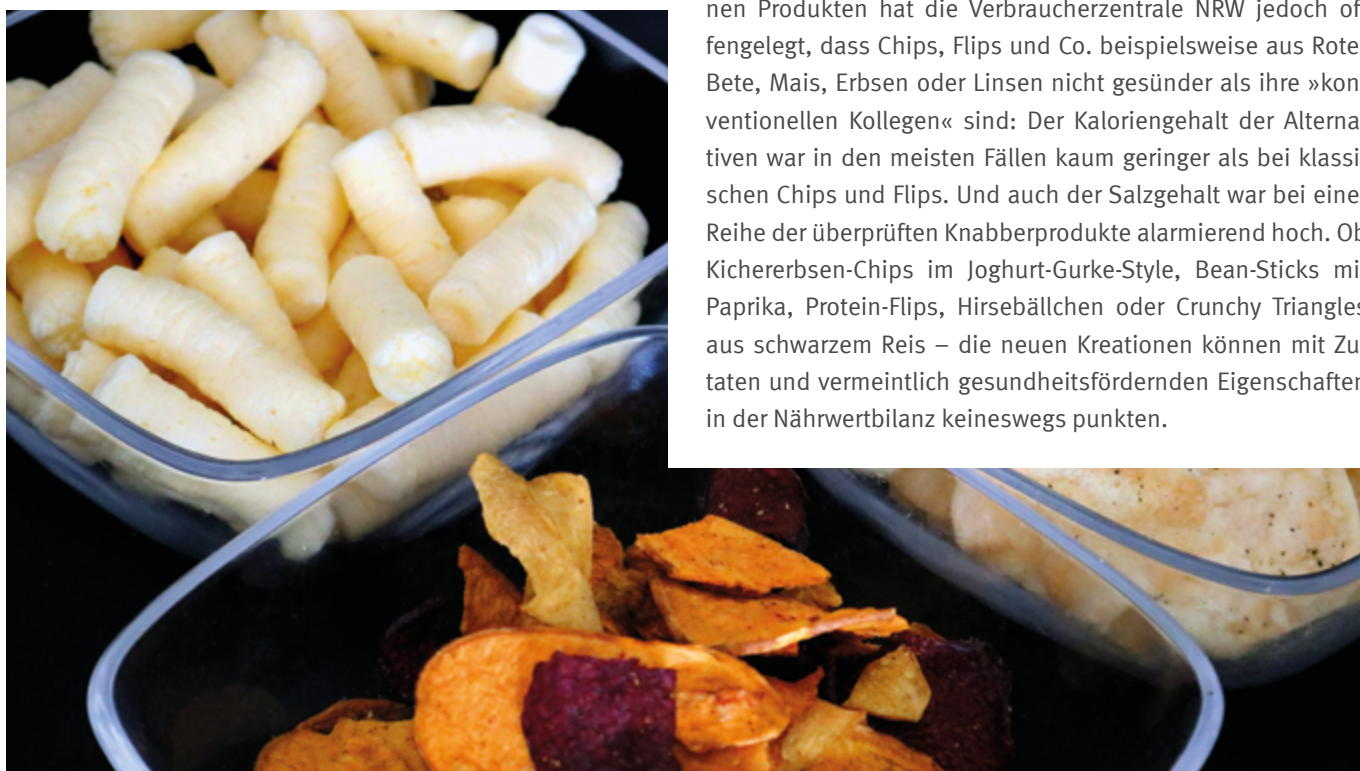 nen Produkten hat die Verbraucherzentrale NRW jedoch of
fengelegt, dass Chips, Flips und Co. beispielsweise aus Rote
Bete, Mais, Erbsen oder Linsen nicht gesünder als ihre »kon
ventionellen Kollegen« sind: Der Kaloriengehalt der Alterna
tiven war in den meisten Fällen kaum geringer als bei klassi
schen Chips und Flips. Und auch der Salzgehalt war bei eine
Reihe der überprüften Knabberprodukte alarmierend hoch. Ob
Kichererbsen-Chips im Joghurt-Gurke-Style, Bean-Sticks mi
Paprika, Protein-Flips, Hirsebällchen oder Crunchy Triangles
aus schwarzem Reis – die neuen Kreationen können mit Zu
taten und vermeintlich gesundheitsfördernden Eigenschaften
in der Nährwertbilanz keineswegs punkten.